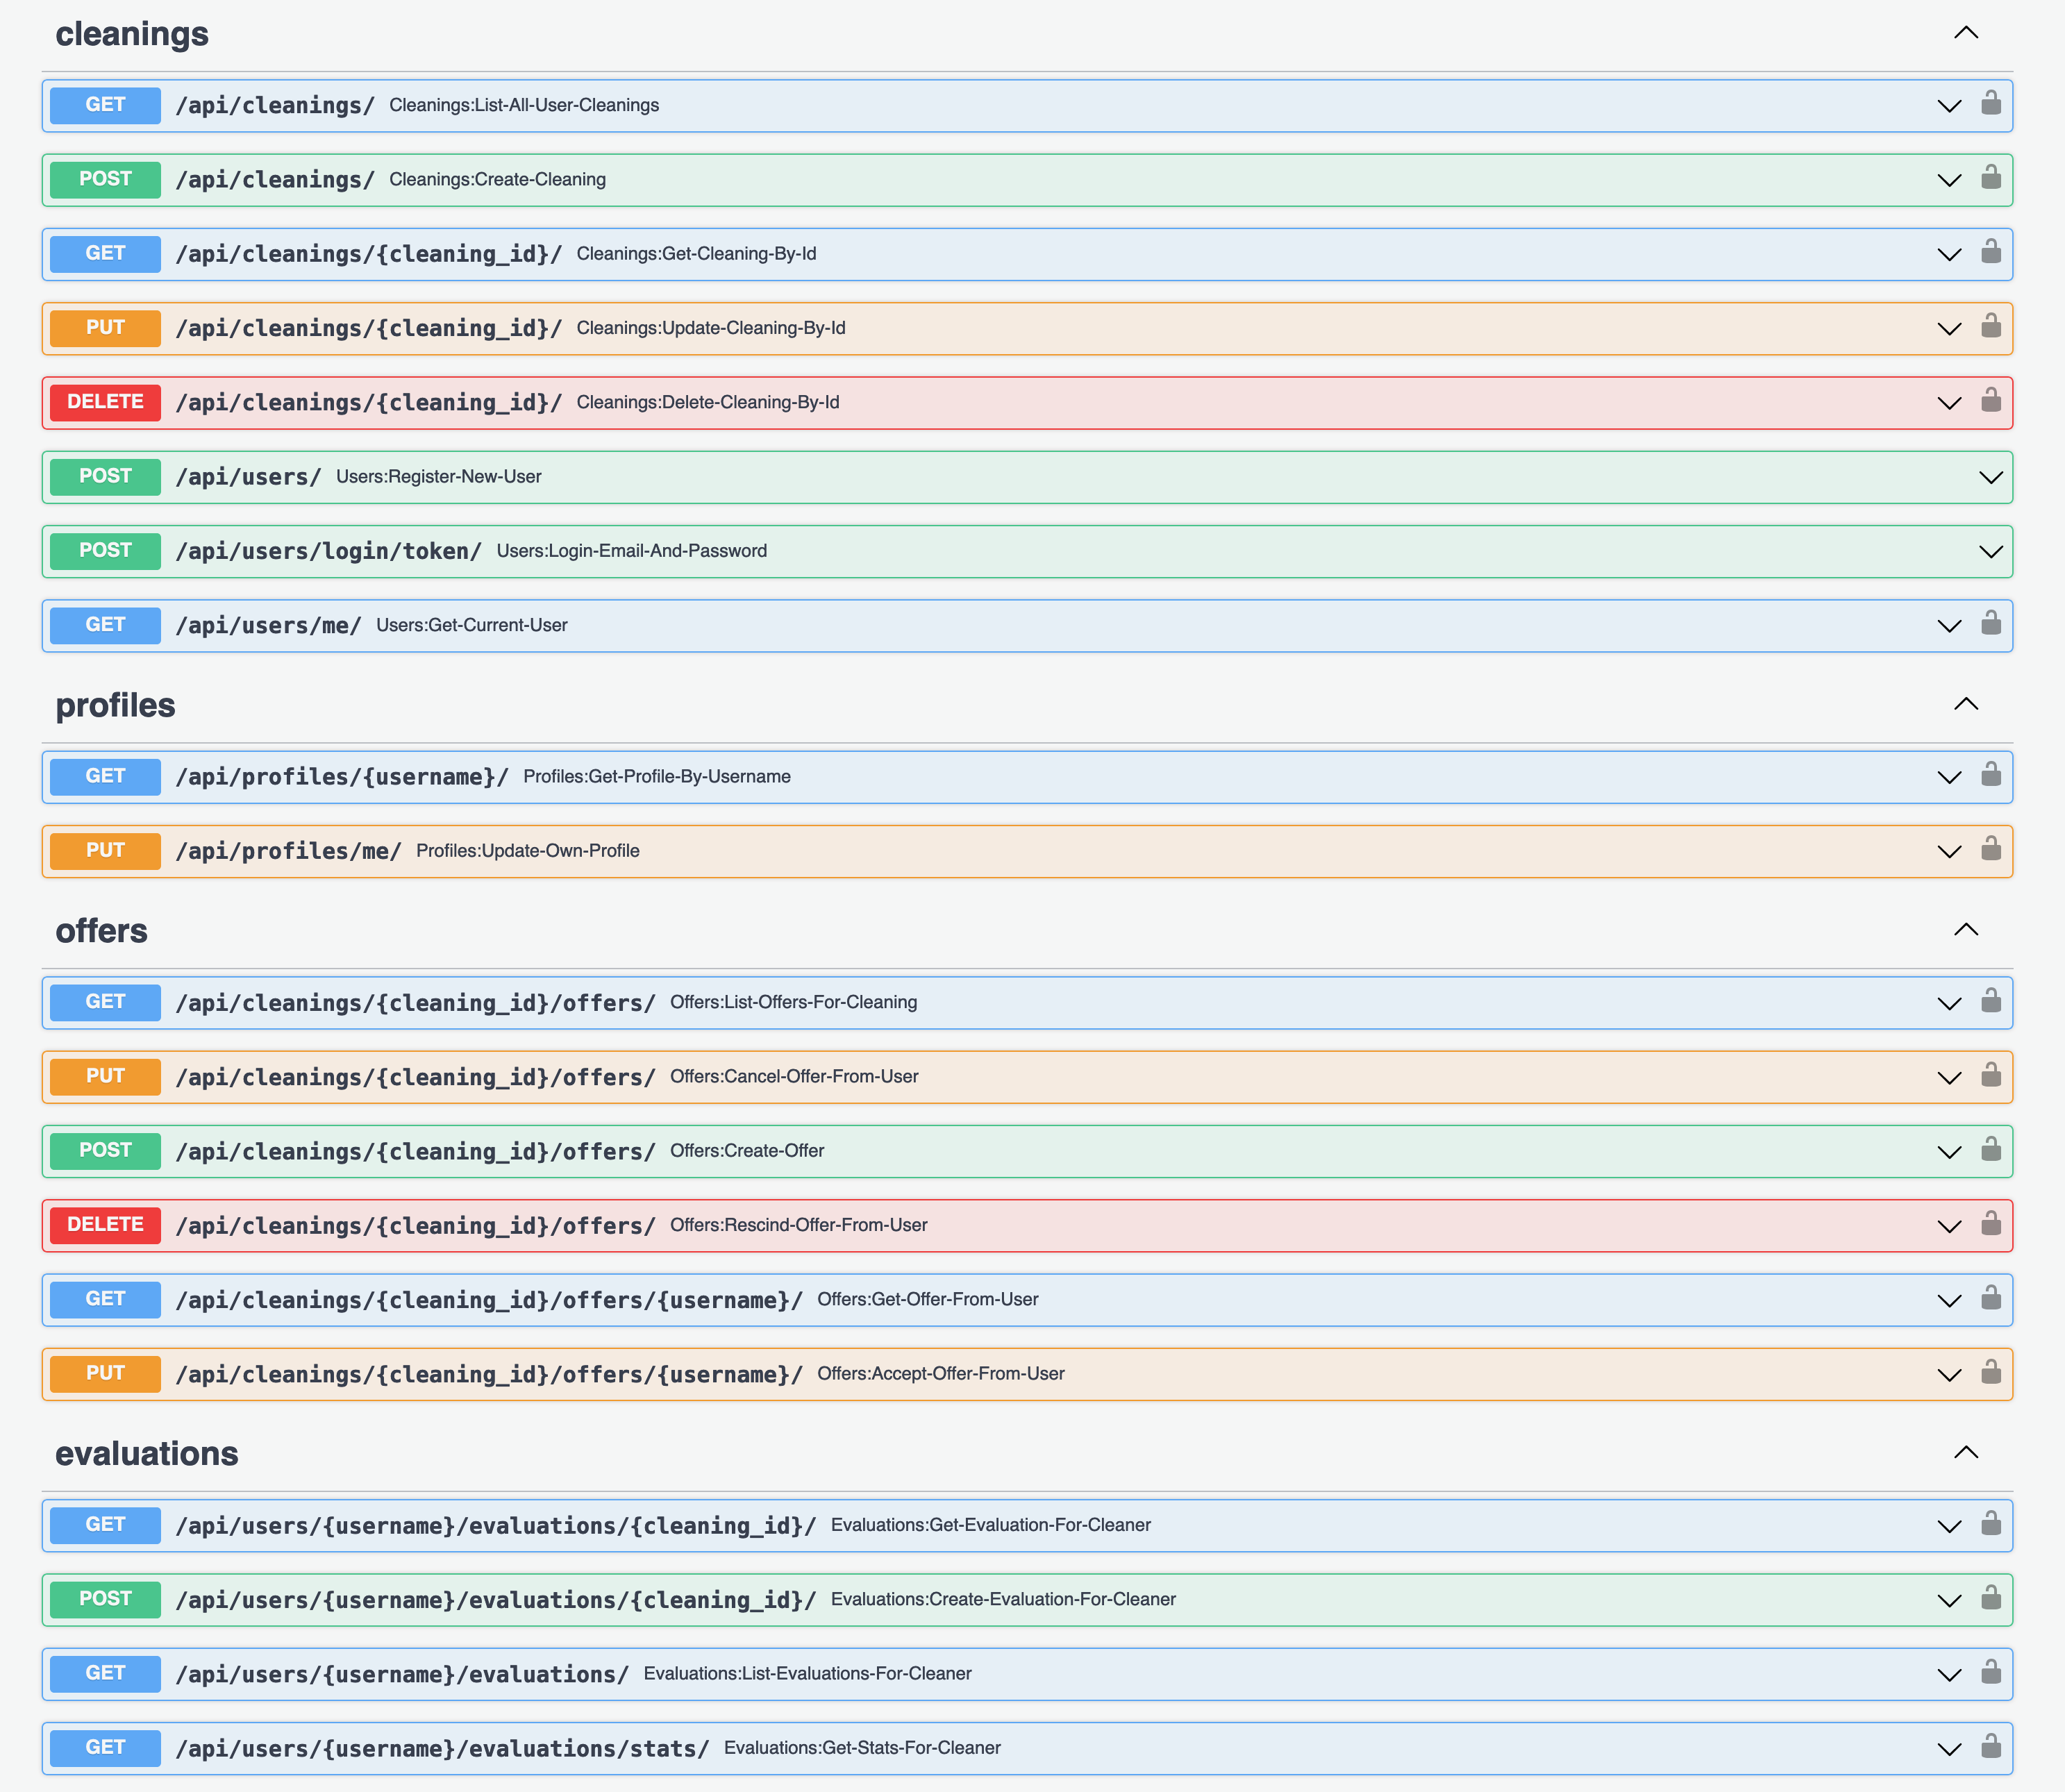 cleanings
GET /api/cleanings/ Cleanings:List-All-User-Cleanings
POST /api/cleanings/ Cleanings:Create-Cleaning
GET /api/cleanings/{cleaning_id}/ Cleanings:Get-Cleaning-By-Id
PUT /api/cleanings/{cleaning_id}/ Cleanings:Update-Cleaning-By-Id
DELETE /api/cleanings/{cleaning_id}/ Cleanings:Delete-Cleaning-By-Id
POST /api/users/ Users:Register-New-User
POST /api/users/login/token/ Users:Login-Email-And-Password
GET /api/users/me/ Users:Get-Current-User
profiles
GET /api/profiles/{username}/ Profiles:Get-Profile-By-Username
PUT /api/profiles/me/ Profiles:Update-Own-Profile
offers
GET /api/cleanings/{cleaning_id}/offers/ Offers:List-Offers-For-Cleaning
PUT /api/cleanings/{cleaning_id}/offers/ Offers:Cancel-Offer-From-User
POST /api/cleanings/{cleaning_id}/offers/ Offers:Create-Offer
DELETE /api/cleanings/{cleaning_id}/offers/ Offers:Rescind-Offer-From-User
GET /api/cleanings/{cleaning_id}/offers/{username}/ Offers:Get-Offer-From-User
PUT /api/cleanings/{cleaning_id}/offers/{username}/ Offers:Accept-Offer-From-User
evaluations
GET /api/users/{username}/evaluations/{cleaning_id}/ Evaluations:Get-Evaluation-For-Cleaner
POST /api/users/{username}/evaluations/{cleaning_id}/ Evaluations:Create-Evaluation-For-Cleaner
GET /api/users/{username}/evaluations/ Evaluations:List-Evaluations-For-Cleaner
GET /api/users/{username}/evaluations/stats/ Evaluations:Get-Stats-For-Cleaner